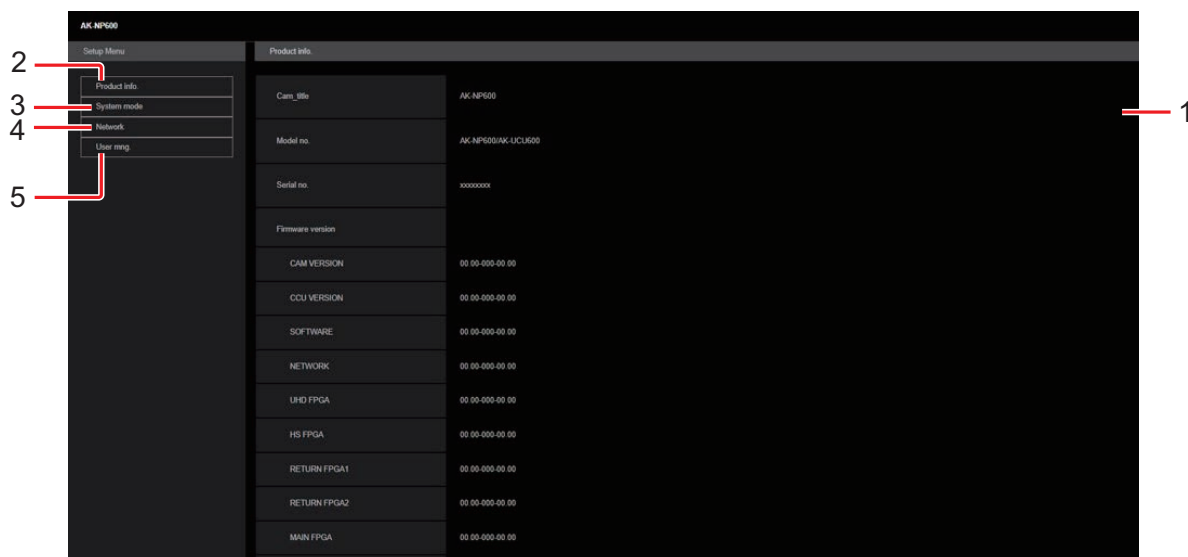 AK-NP600
Setup Menu
Product info.
2
Product info.
3
System mode
4
Network
User mng.
5
1
Cam_title
AK-NP600
Model no.
AK-NP600/AK-UCU600
Serial no.
xxxxxxxx
Firmware version
CAM VERSION
00.00-000-00.00
CCU VERSION
00.00-000-00.00
SOFTWARE
00.00-000-00.00
NETWORK
00.00-000-00.00
UHD FPGA
00.00-000-00.00
HS FPGA
00.00-000-00.00
RETURN FPGA1
00.00-000-00.00
RETURN FPGA2
00.00-000-00.00
MAIN FPGA
00.00-000-00.00